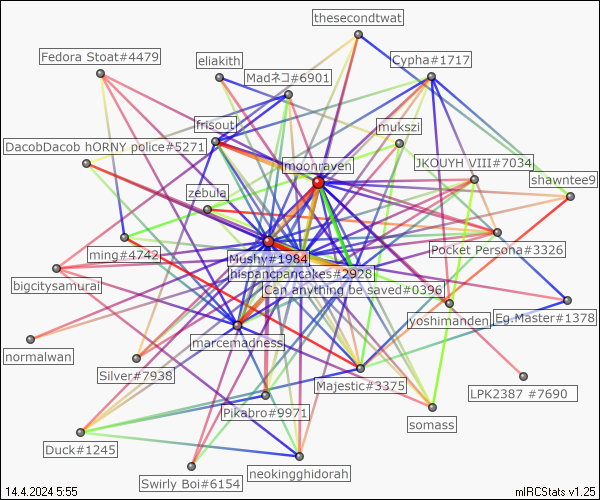 thesecondtwat
Fedora Stoat#4479
eliakith
Cypha#1717
Madネコ#6901
frisout
mukszi
DacobDacob hORNY police#5271
moonraven
JKOUYH VIII#7034
zebula
shawntee9
ming#4742
Mushy#1984
Pocket Persona#3326
hispancpancakes#2928
bigcitysamurai
Can anything be saved#0396
yoshimanden
Eg.Master#1378
marcemadness
normalwan
Silver#7938
Majestic#3375
LPK2387 #7690
Pikabro#9971
somass
Duck#1245
neokingghidorah
Swirly Boi#6154
14.4.2024 5:55
mIRCStats v1.25